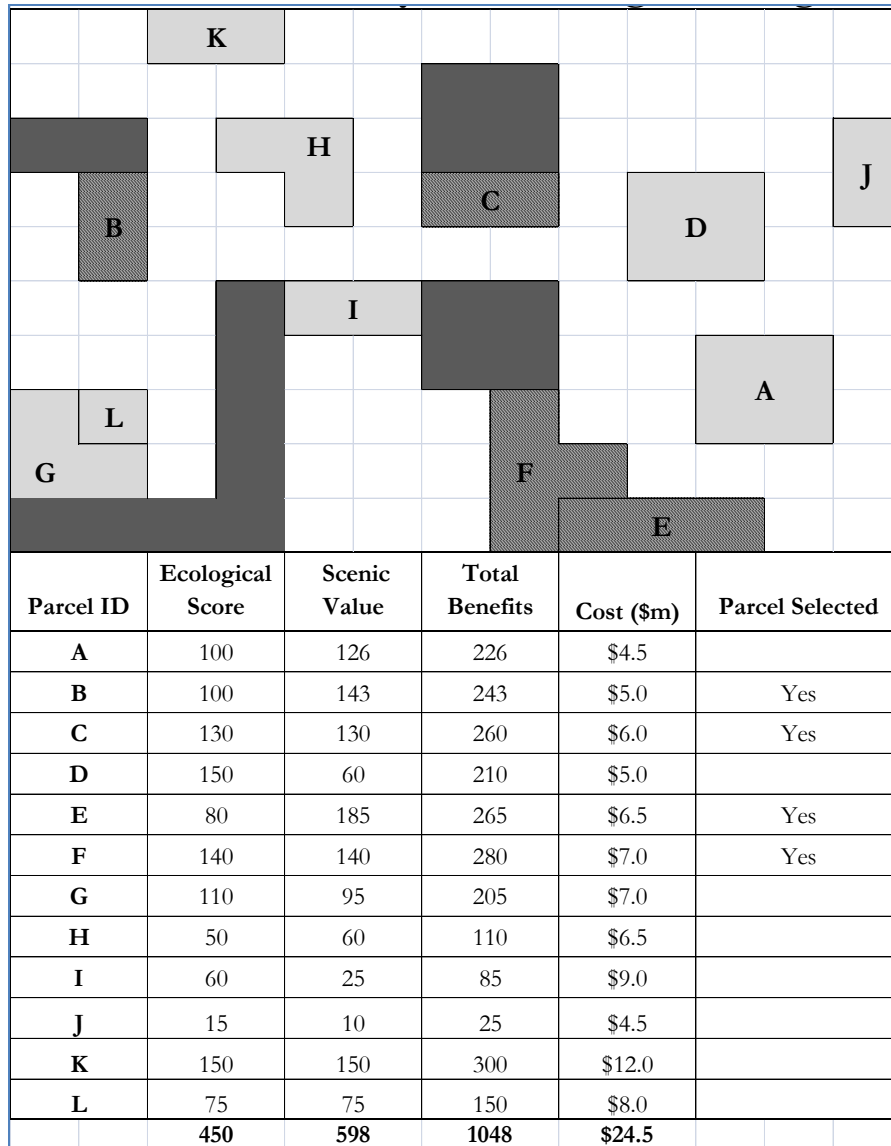 K
H
J
C
B
D
I
A
L
G
F
E
Parcel ID Ecological Score Scenic Value Total Benefits Cost ($m) Parcel Selected
A 100 126 226 $4.5
B 100 143 243 $5.0 Yes
C 130 130 260 $6.0 Yes
D 150 60 210 $5.0
E 80 185 265 $6.5 Yes
F 140 140 280 $7.0 Yes
G 110 95 205 $7.0
H 50 60 110 $6.5
I 60 25 85 $9.0
J 15 10 25 $4.5
K 150 150 300 $12.0
L 75 75 150 $8.0
450 598 1048 $24.5